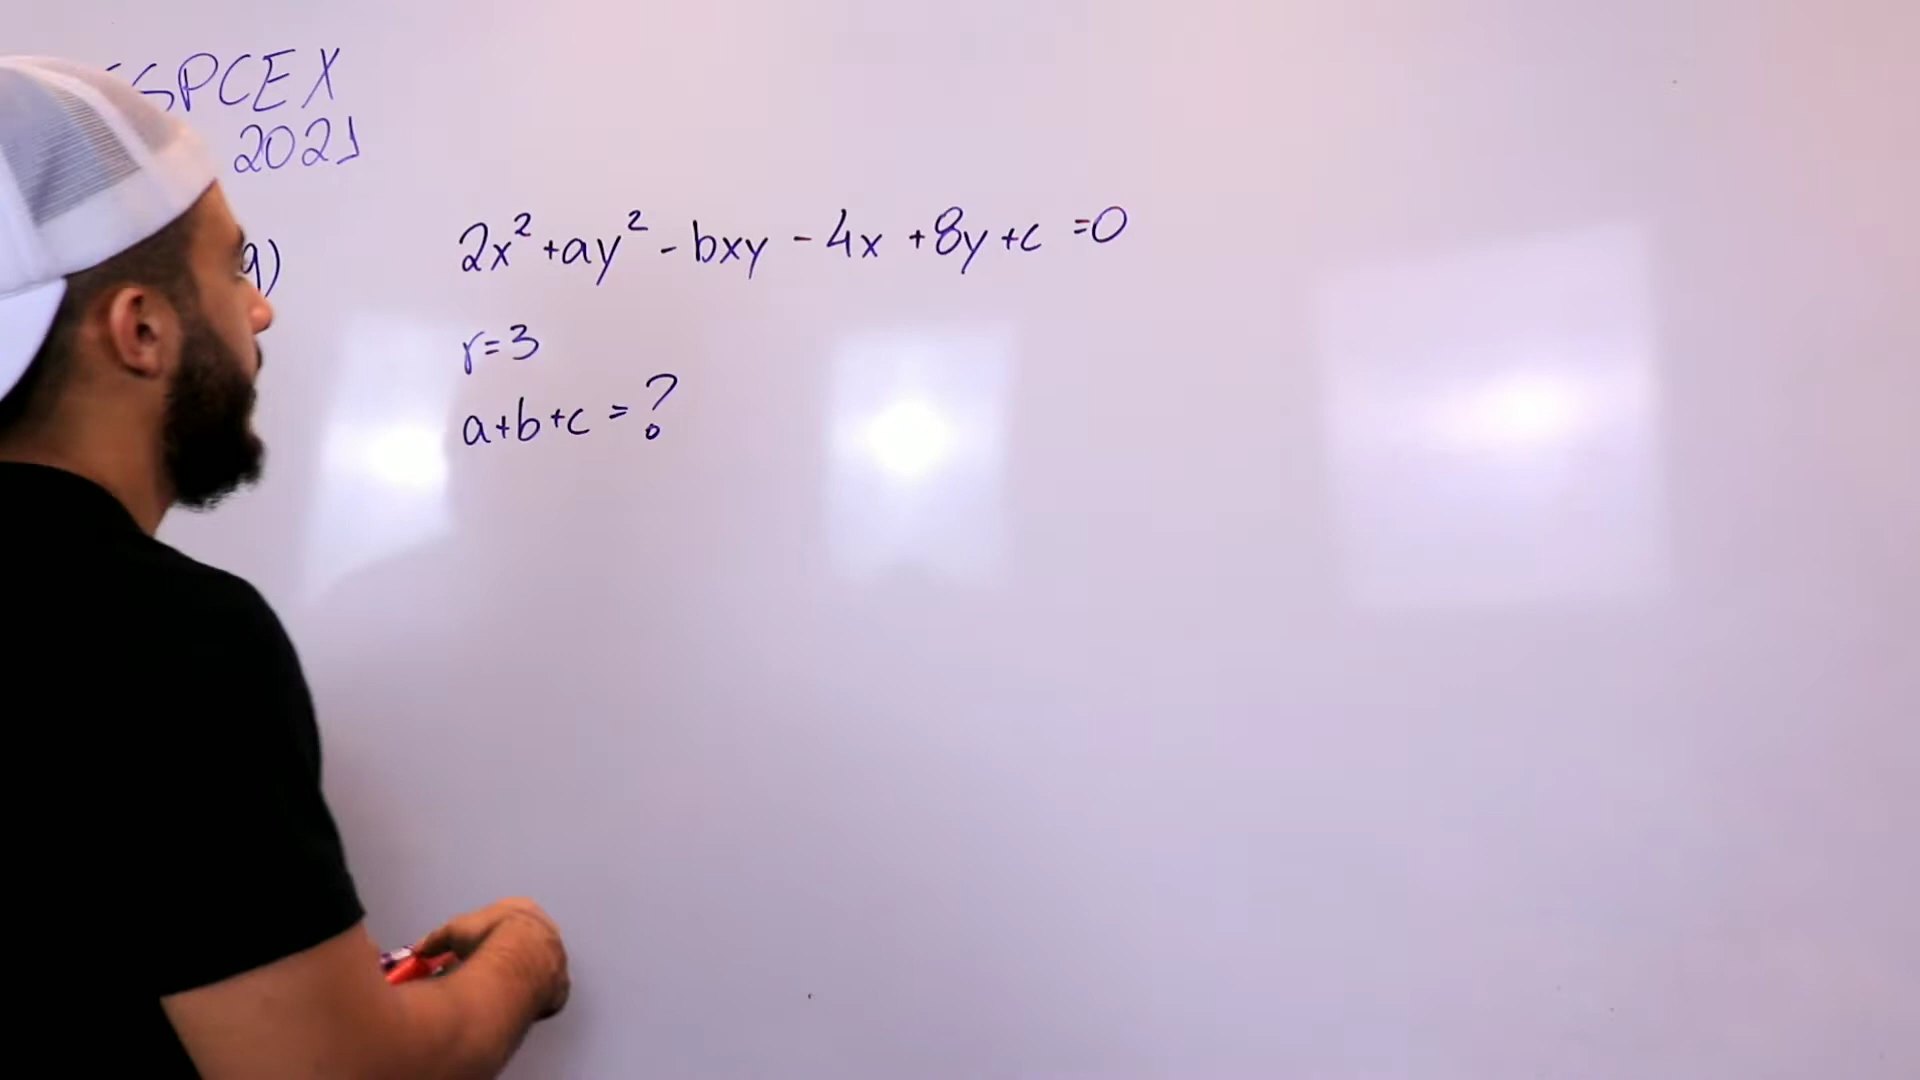 SPCEX
2021
9)
2x² + ay² - bxy - 4x + 8y + c = 0
r = 3
a + b + c = ?